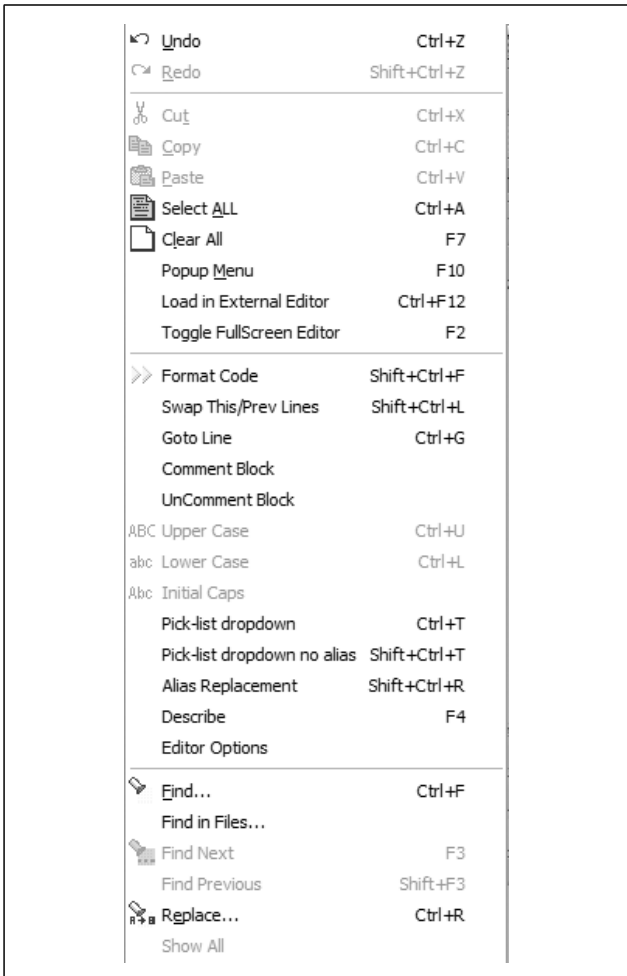 Undo Ctrl+Z
Redo Shift+Ctrl+Z
Cut Ctrl+X
Copy Ctrl+C
Paste Ctrl+V
Select ALL Ctrl+A
Clear All F7
Popup Menu F10
Load in External Editor Ctrl+F12
Toggle FullScreen Editor F2
Format Code Shift+Ctrl+F
Swap This/Prev Lines Shift+Ctrl+L
Goto Line Ctrl+G
Comment Block
UnComment Block
ABC Upper Case Ctrl+U
abc Lower Case Ctrl+L
Abc Initial Caps
Pick-list dropdown Ctrl+T
Pick-list dropdown no alias Shift+Ctrl+T
Alias Replacement Shift+Ctrl+R
Describe F4
Editor Options
Find... Ctrl+F
Find in Files...
Find Next F3
Find Previous Shift+F3
Replace... Ctrl+R
Show All